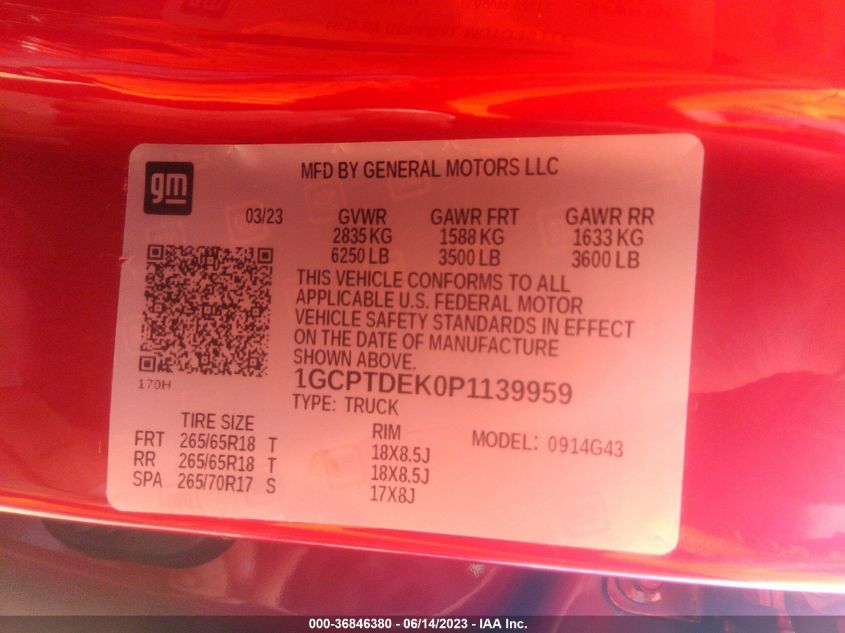 gm
MFD BY GENERAL MOTORS LLC
03/23
GVWR GAWR FRT GAWR RR
2835 KG 1588 KG 1633 KG
6250 LB 3500 LB 3600 LB
THIS VEHICLE CONFORMS TO ALL
APPLICABLE U.S. FEDERAL MOTOR
VEHICLE SAFETY STANDARDS IN EFFECT
ON THE DATE OF MANUFACTURE
SHOWN ABOVE.
170H
1GCPTDEK0P1139959
TYPE: TRUCK
TIRE SIZE RIM MODEL: 0914G43
FRT 265/65R18 T 18X8.5J
RR 265/65R18 T 18X8.5J
SPA 265/70R17 S 17X8J
000-36846380 - 06/14/2023 - IAA Inc.